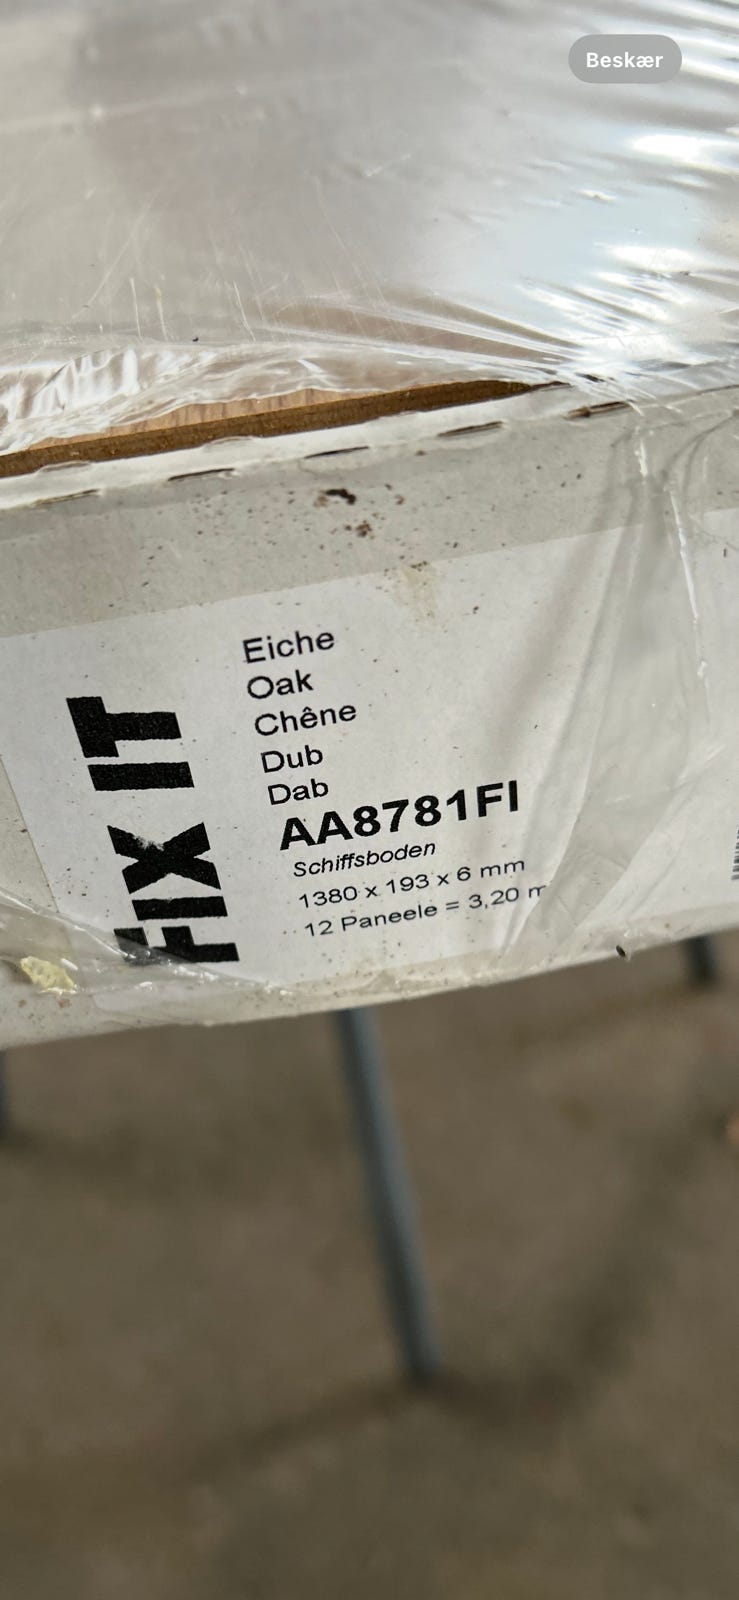 Beskær
FIX IT
Eiche
Oak
Chêne
Dub
Dab
AA8781FI
Schiffsboden
1380 x 193 x 6 mm
12 Paneele = 3,20